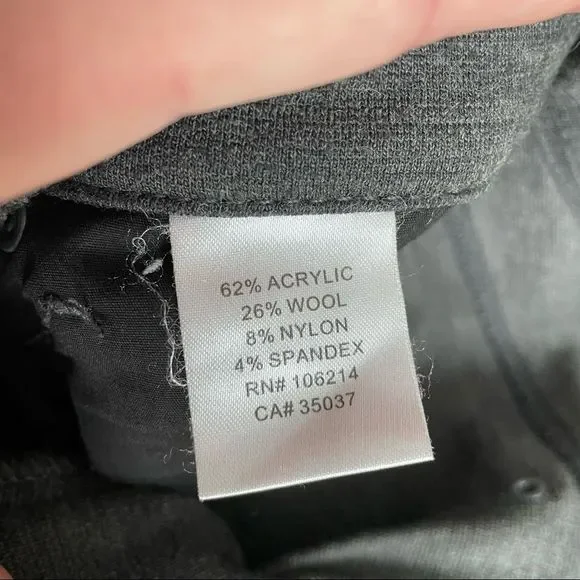 62% ACRYLIC
26% WOOL
8% NYLON
4% SPANDEX
RN# 106214
CA# 35037